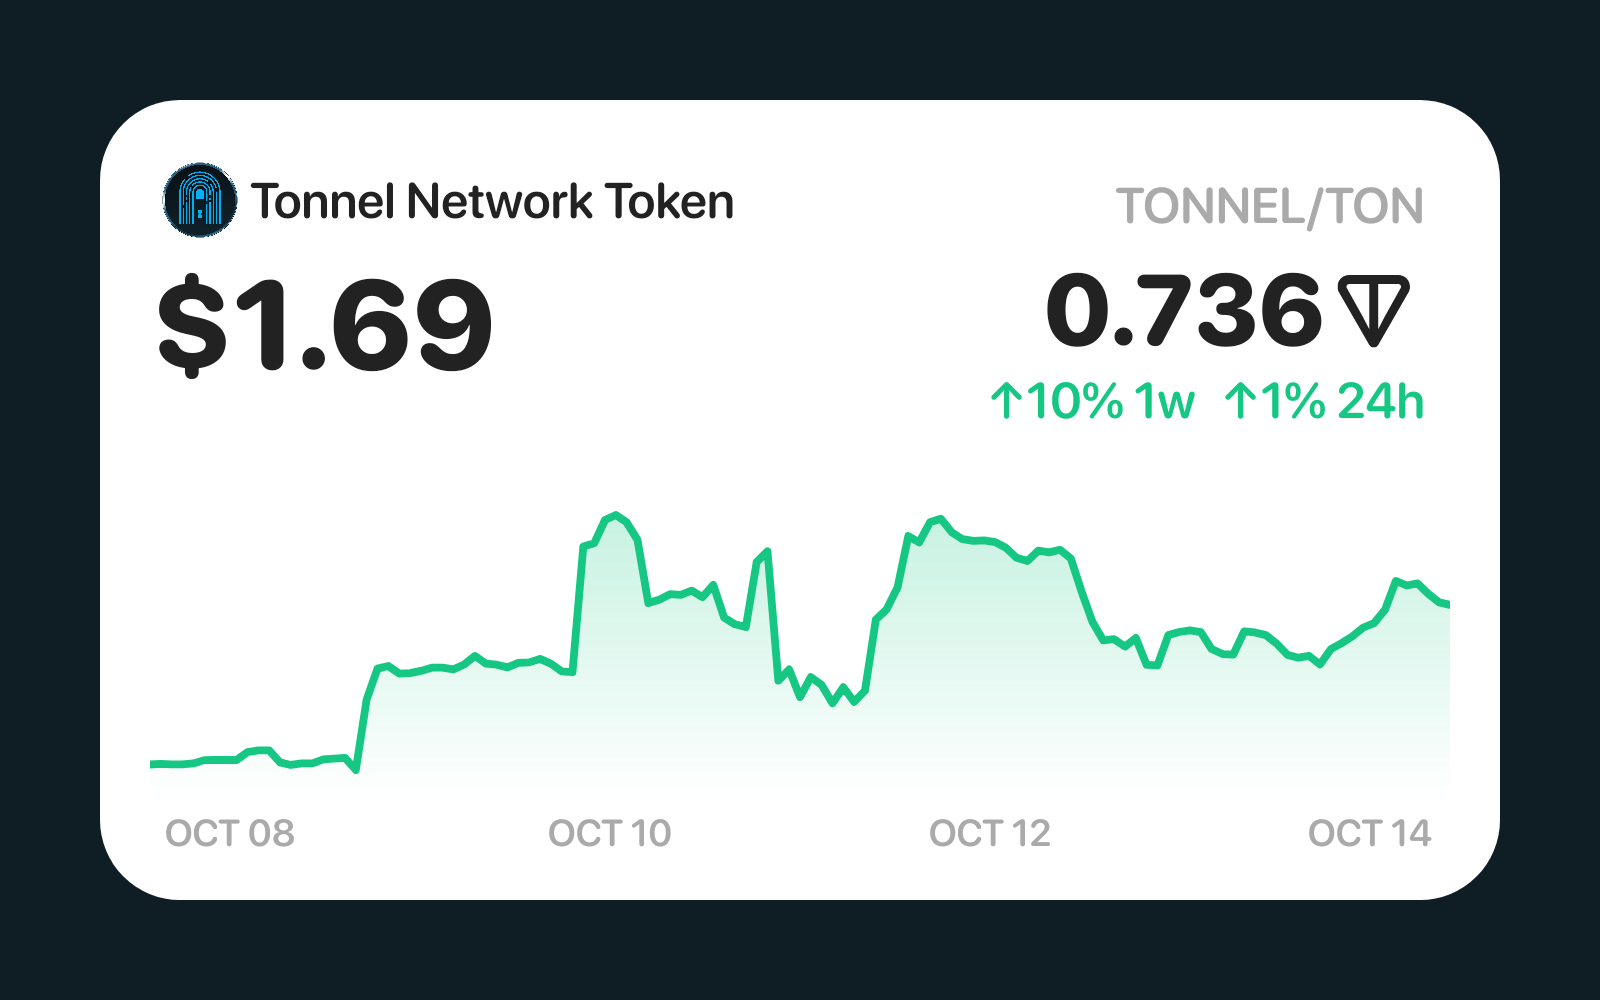 Tonnel Network Token
TONNEL/TON
$1.69
0.736
↑10% 1w ↑1% 24h
OCT 08
OCT 10
OCT 12
OCT 14